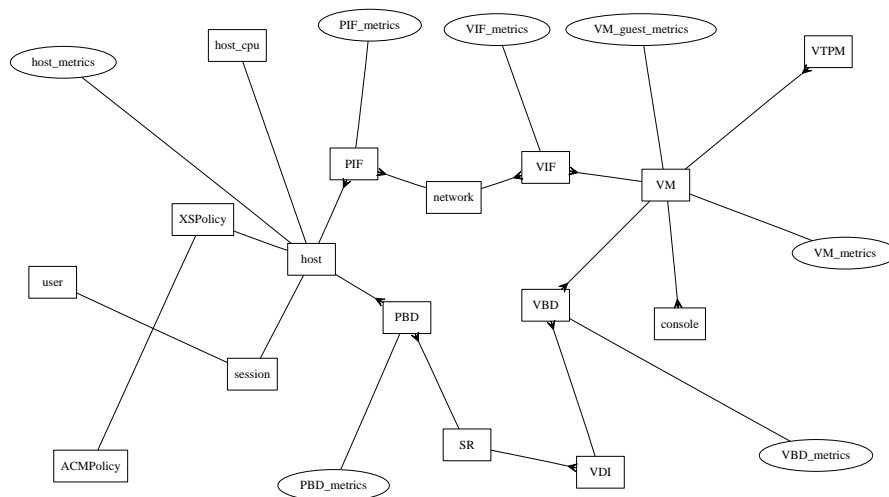 PIF_metrics
VIF_metrics
VM_guest_metrics
host_cpu
VTPM
host_metrics
PIF
VIF
VM
network
XSPolicy
host
VM_metrics
user
VBD
PBD
console
session
SR
VBD_metrics
ACMPolicy
VDI
PBD_metrics